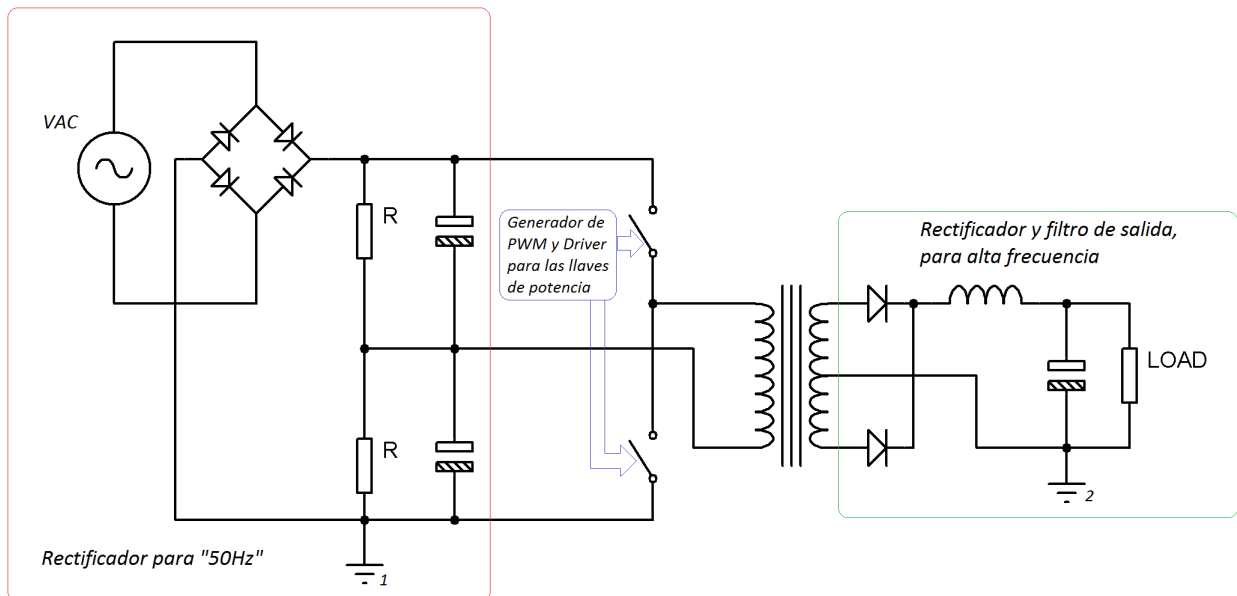 VAC
R
R
Rectificador para "50Hz"
1
Generador de
PWM y Driver
para las llaves
de potencia
Rectificador y filtro de salida,
para alta frecuencia
LOAD
2